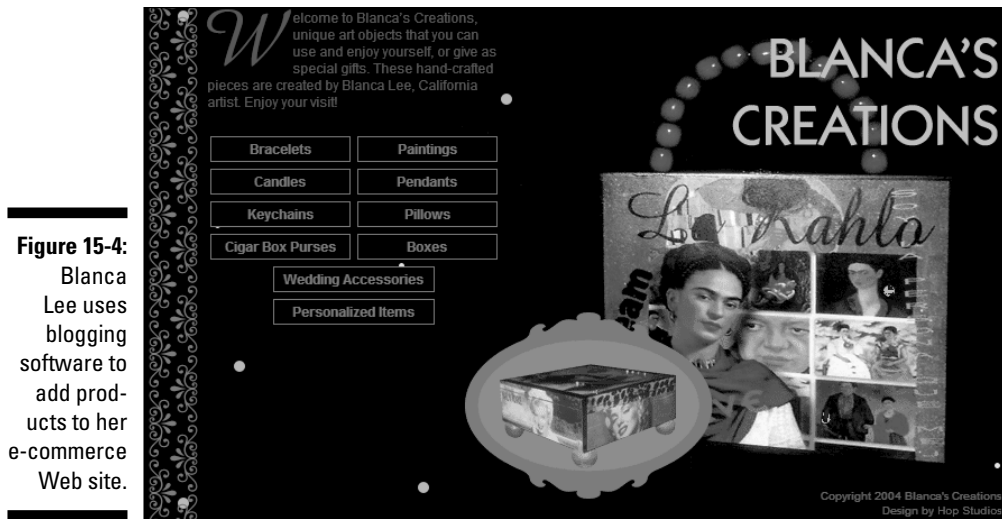 Figure 15-4:
Blanca
Lee uses
blogging
software to
add prod-
ucts to her
e-commerce
Web site.
Welcome to Blanca's Creations,
unique art objects that you can
use and enjoy yourself, or give as
special gifts. These hand-crafted
pieces are created by Blanca Lee, California
artist. Enjoy your visit!
Bracelets
Paintings
Candles
Pendants
Keychains
Pillows
Cigar Box Purses
Boxes
Wedding Accessories
Personalized Items
BLANCA'S
CREATIONS
Kahlo
Copyright 2004 Blanca's Creations
Design by Hop Studios